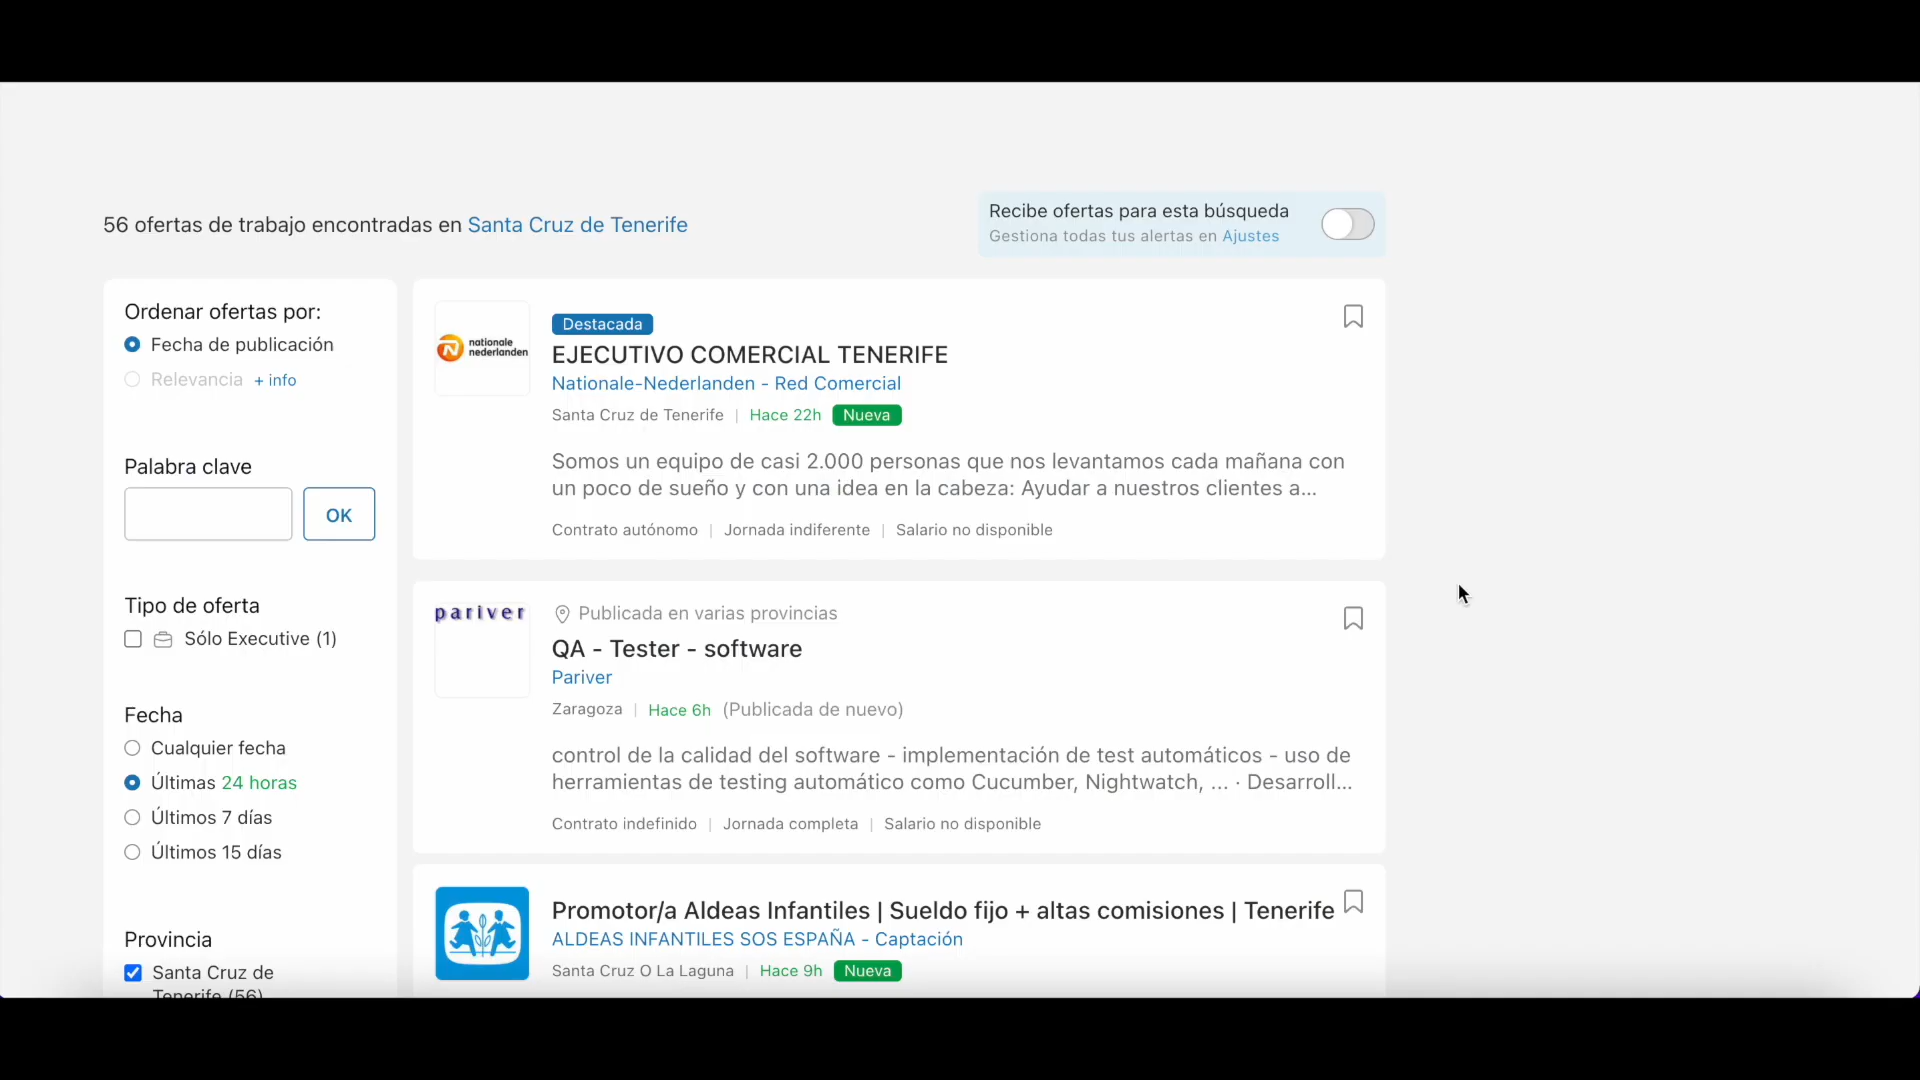 56 ofertas de trabajo encontradas en Santa Cruz de Tenerife
Recibe ofertas para esta búsqueda
Gestiona todas tus alertas en Ajustes
Ordenar ofertas por:
Fecha de publicación
Relevancia + info
Palabra clave
OK
Tipo de oferta
Sólo Executive (1)
Fecha
Cualquier fecha
Últimas 24 horas
Últimos 7 días
Últimos 15 días
Provincia
Santa Cruz de
Tenerife (56)
nationale
nederlanden
Destacada
EJECUTIVO COMERCIAL TENERIFE
Nationale-Nederlanden - Red Comercial
Santa Cruz de Tenerife | Hace 22h Nueva
Somos un equipo de casi 2.000 personas que nos levantamos cada mañana con
un poco de sueño y con una idea en la cabeza: Ayudar a nuestros clientes a...
Contrato autónomo | Jornada indiferente | Salario no disponible
pariver
Publicada en varias provincias
QA - Tester - software
Pariver
Zaragoza | Hace 6h (Publicada de nuevo)
control de la calidad del software - implementación de test automáticos - uso de
herramientas de testing automático como Cucumber, Nightwatch, ... · Desarroll...
Contrato indefinido | Jornada completa | Salario no disponible
Promotor/a Aldeas Infantiles | Sueldo fijo + altas comisiones | Tenerife
ALDEAS INFANTILES SOS ESPAÑA - Captación
Santa Cruz O La Laguna | Hace 9h Nueva